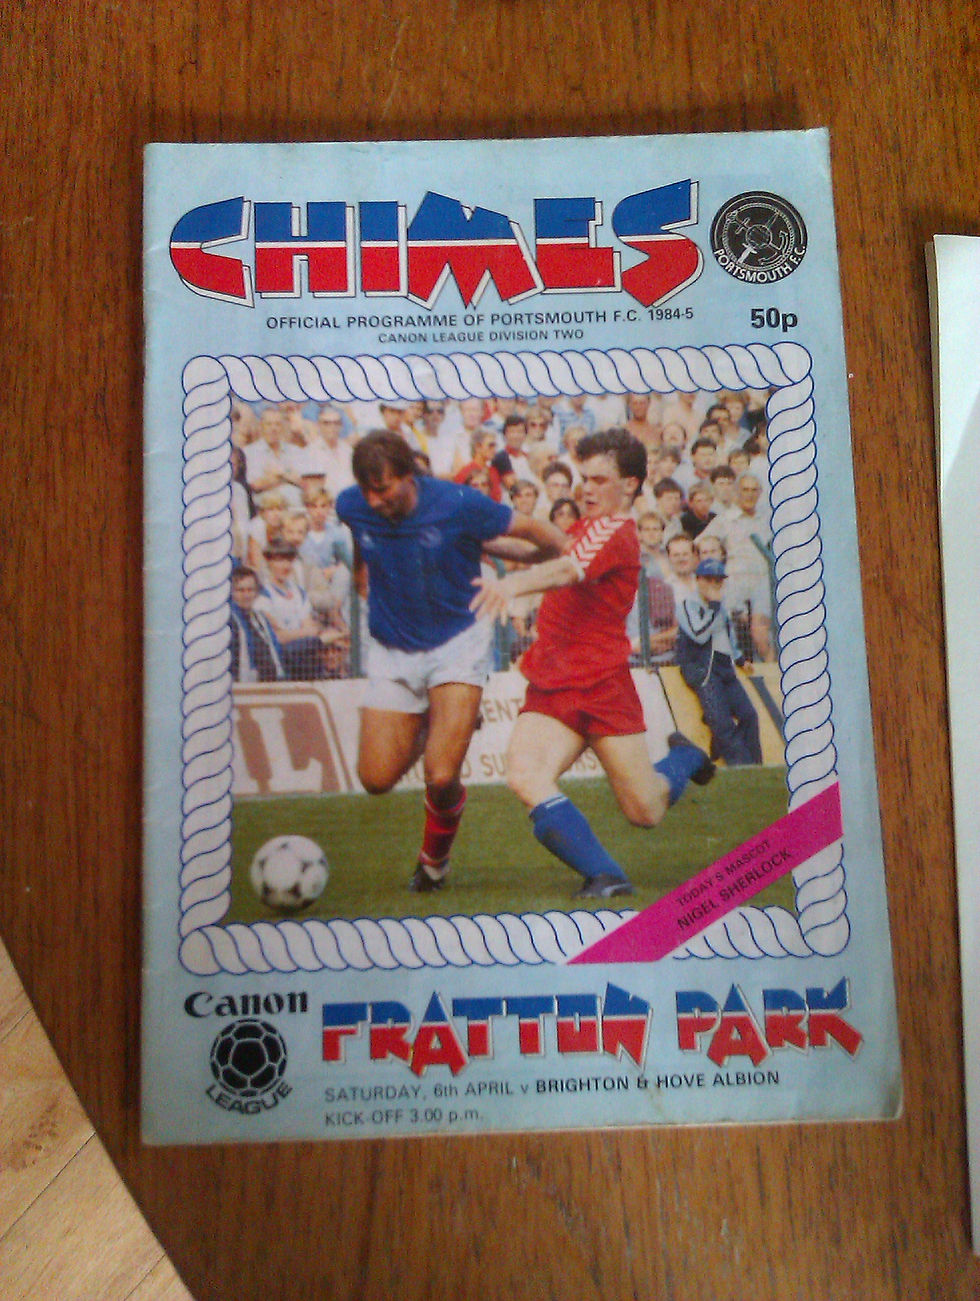 CHIMES
PORTSMOUTH F.C.
OFFICIAL PROGRAMME OF PORTSMOUTH F.C. 1984-5
50p
CANON LEAGUE DIVISION TWO
TODAY'S MASCOT
NIGEL SHERLOCK
Canon
LEAGUE
FRATTON PARK
SATURDAY, 6th APRIL v BRIGHTON & HOVE ALBION
KICK-OFF 3.00 p.m.